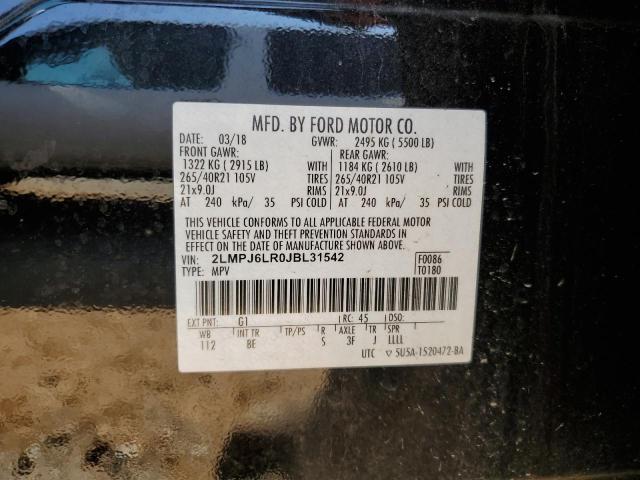 MFD. BY FORD MOTOR CO.
DATE: 03/18 GVWR: 2495 KG ( 5500 LB)
FRONT GAWR: REAR GAWR:
1322 KG ( 2915 LB) WITH 1184 KG ( 2610 LB) WITH
265/40R21 105V TIRES 265/40R21 105V TIRES
21x9.0J RIMS 21x9.0J RIMS
AT 240 kPa/ 35 PSI COLD AT 240 kPa/ 35 PSI COLD
THIS VEHICLE CONFORMS TO ALL APPLICABLE FEDERAL MOTOR
VEHICLE SAFETY AND THEFT PREVENTION STANDARDS IN
EFFECT ON THE DATE OF MANUFACTURE SHOWN ABOVE.
VIN: 2LMPJ6LR0JBL31542 F0086
TYPE: MPV T0180
EXT PNT: G1 RC: 45 DSO:
WB INT TR TP/PS R AXLE TR SPR
112 BE S 3F J LLLL
UTC ▽ 5U5A-1520472-BA